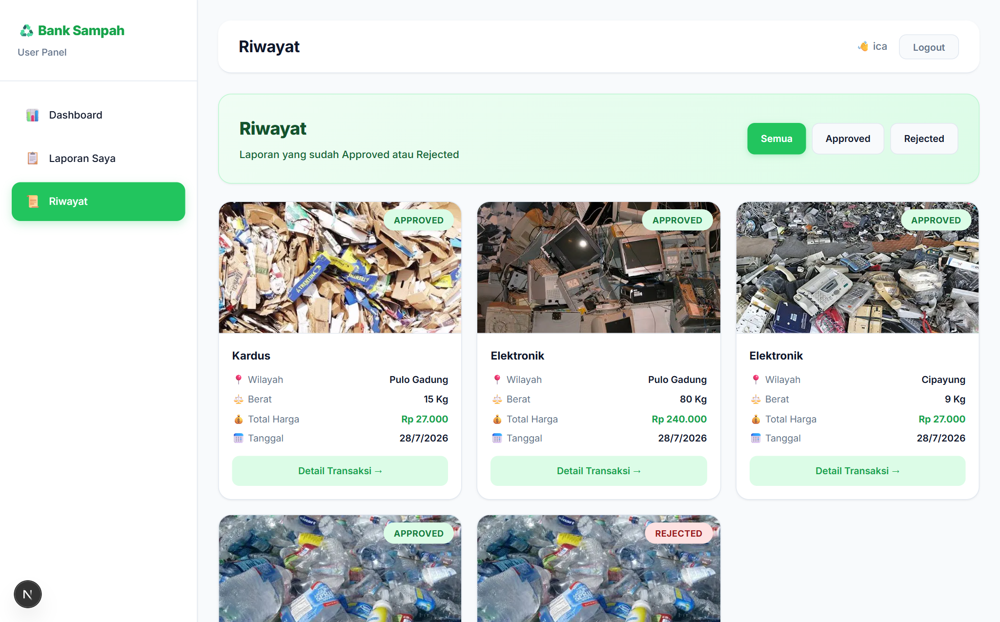 Bank Sampah
User Panel
Dashboard
Laporan Saya
Riwayat
Riwayat
ica
Logout
Riwayat
Laporan yang sudah Approved atau Rejected
Semua
Approved
Rejected
APPROVED
TRENTINA
TRENTINA
Kardus
Wilayah
Pulo Gadung
Berat
15 Kg
Total Harga
Rp 27.000
Tanggal
28/7/2026
Detail Transaksi →
APPROVED
Elektronik
Wilayah
Pulo Gadung
Berat
80 Kg
Total Harga
Rp 240.000
Tanggal
28/7/2026
Detail Transaksi →
APPROVED
Elektronik
Wilayah
Cipayung
Berat
9 Kg
Total Harga
Rp 27.000
Tanggal
28/7/2026
Detail Transaksi →
APPROVED
smart
REJECTED
smart
N